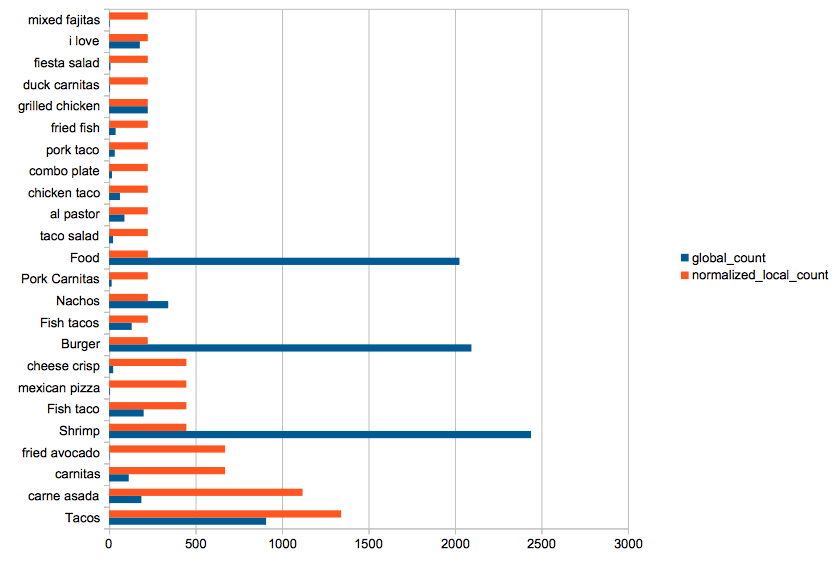 mixed fajitas
i love
fiesta salad
duck carnitas
grilled chicken
fried fish
pork taco
combo plate
chicken taco
al pastor
taco salad
Food
Pork Carnitas
Nachos
Fish tacos
Burger
cheese crisp
mexican pizza
Fish taco
Shrimp
fried avocado
carnitas
carne asada
Tacos
0 500 1000 1500 2000 2500 3000
global_count
normalized_local_count